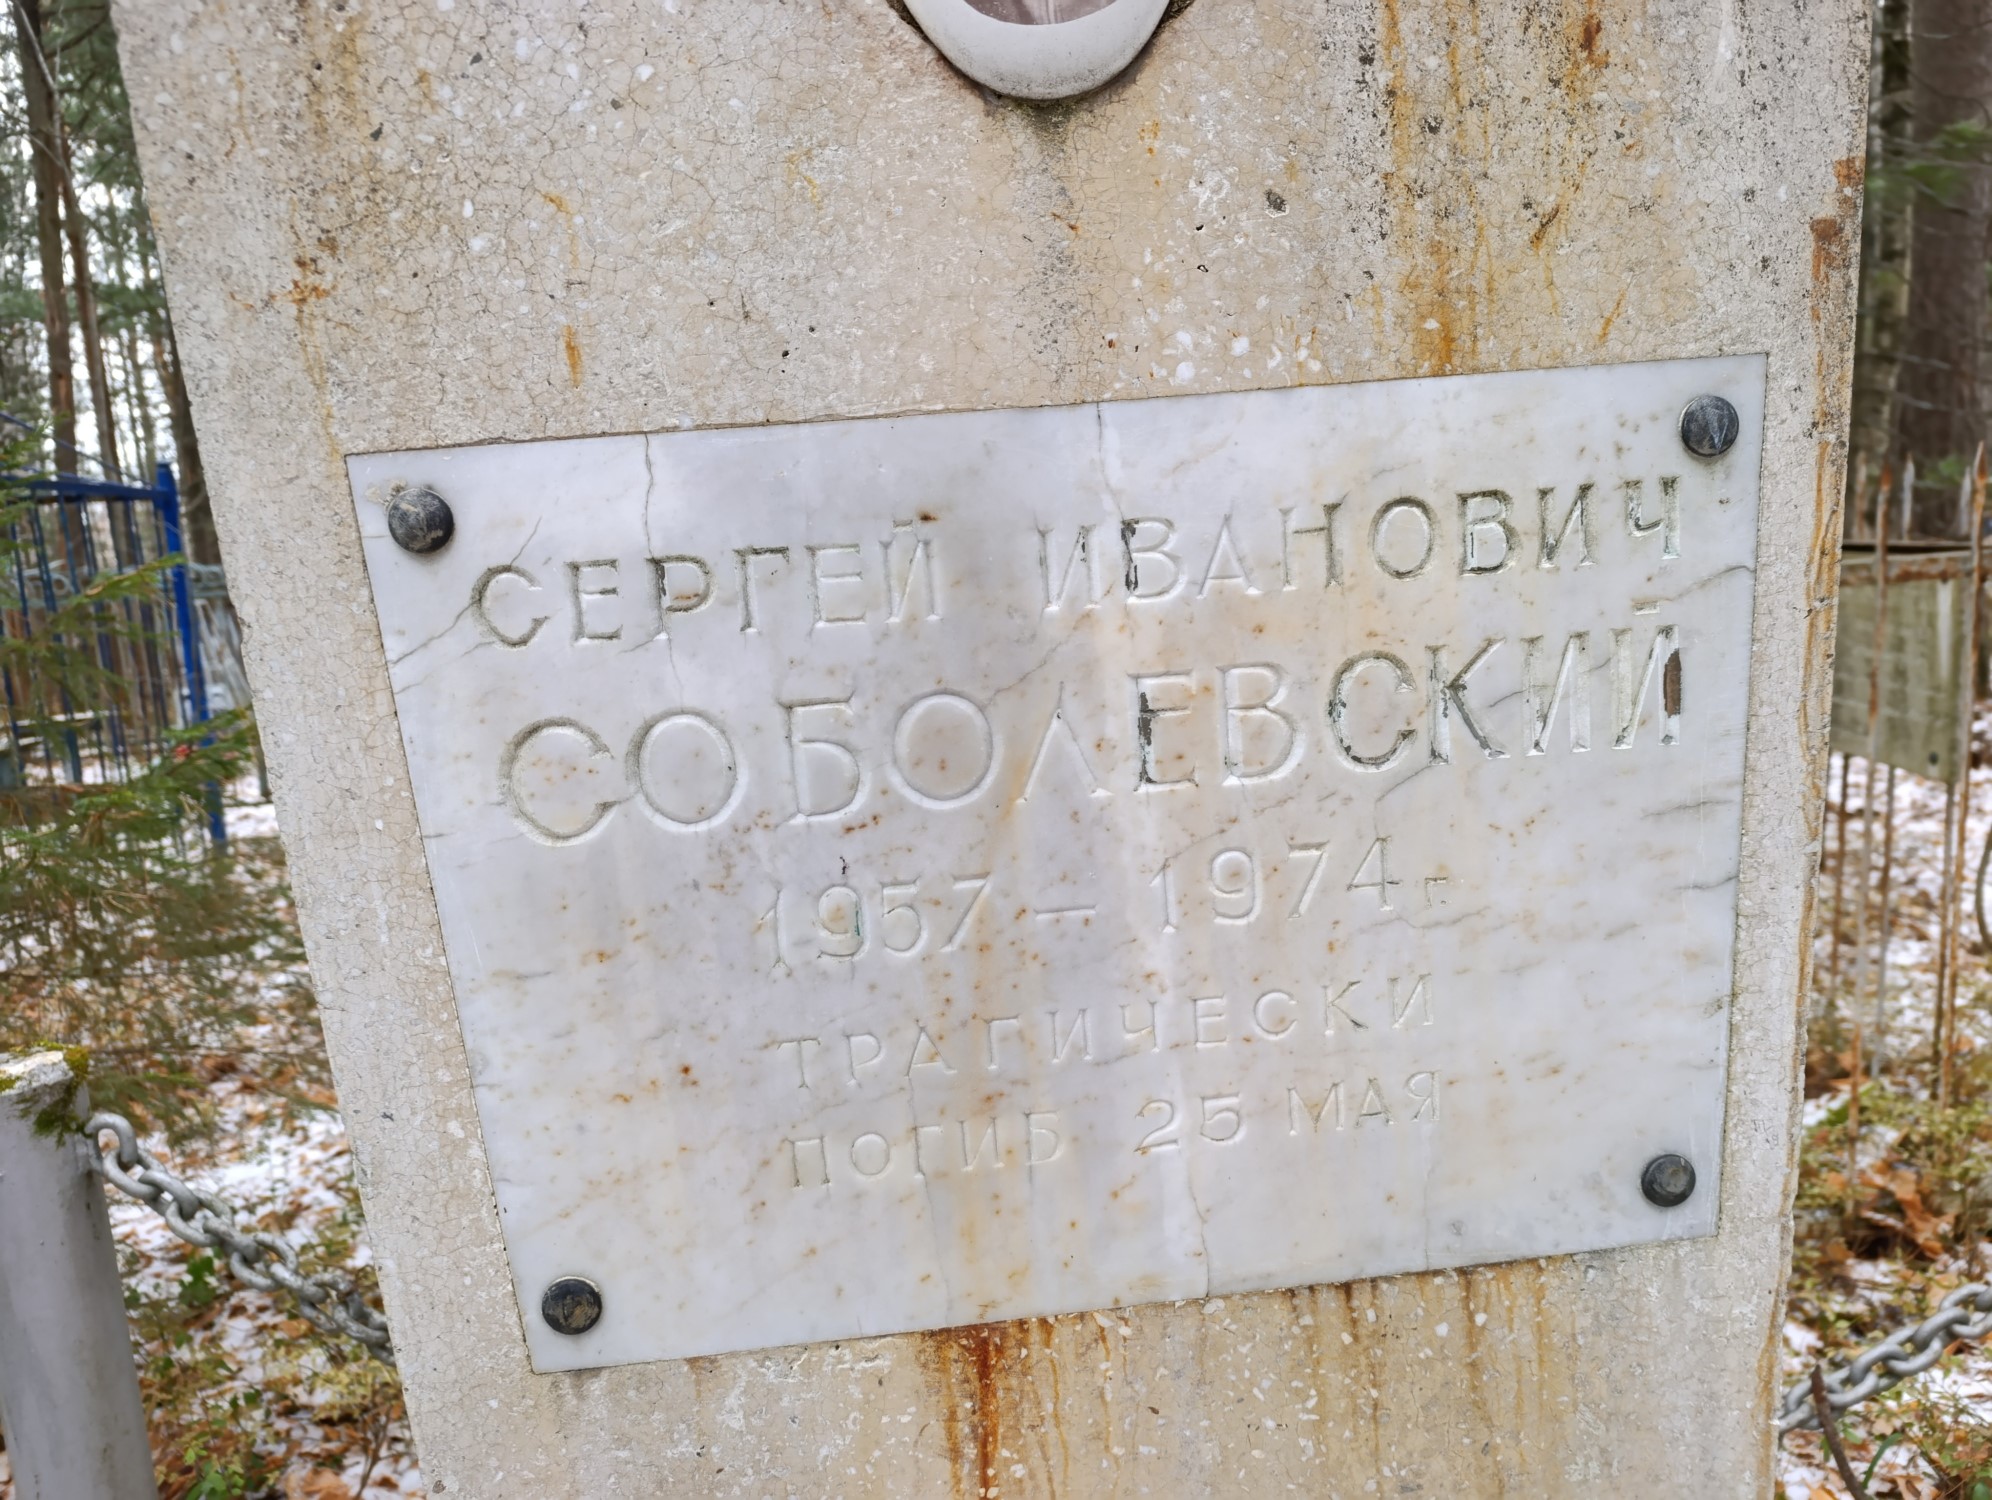 СЕРГЕЙ ИВАНОВИЧ
СОБОЛЕВСКИЙ
1957 – 1974 г
ТРАГИЧЕСКИ
ПОГИБ 25 МАЯ